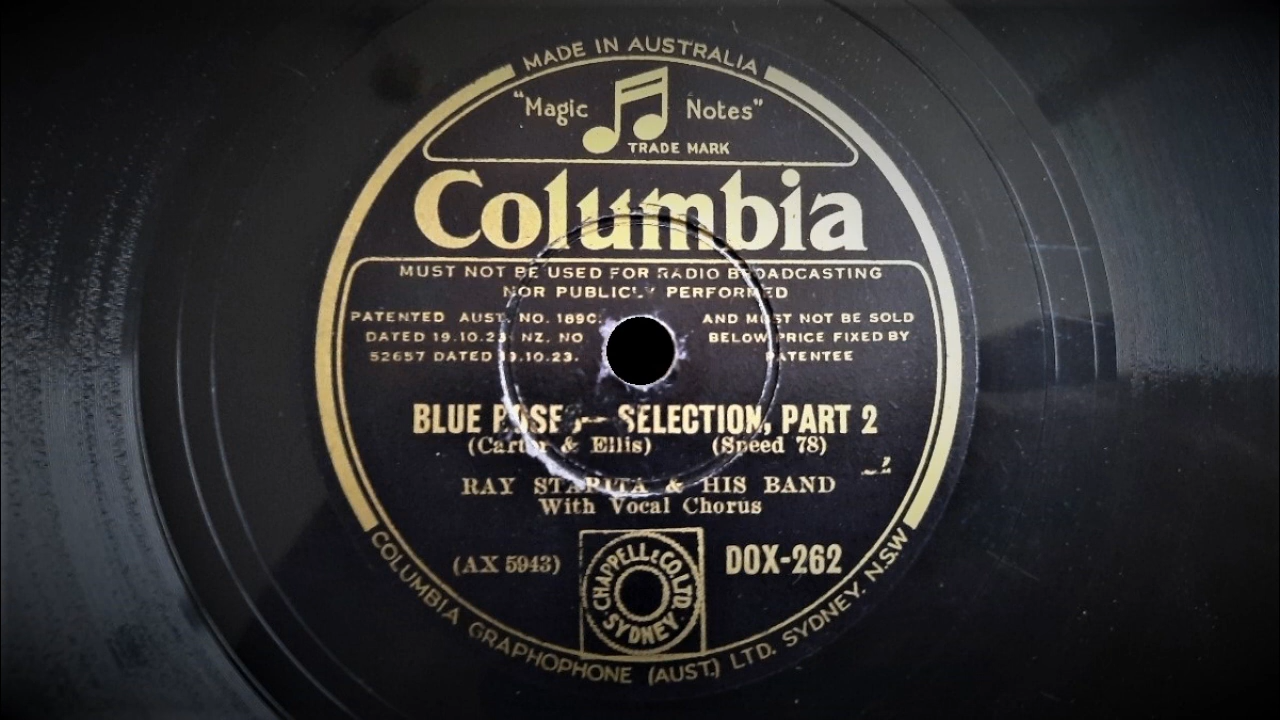 MADE IN AUSTRALIA
"Magic Notes"
TRADE MARK
Columbia
MUST NOT BE USED FOR RADIO BROADCASTING
NOR PUBLICLY PERFORMED
PATENTED AUST. NO. 189C. AND MUST NOT BE SOLD
DATED 19.10.23 NZ. NO BELOW PRICE FIXED BY
52657 DATED 9.10.23. PATENTEE
BLUE ROSES — SELECTION, PART 2
(Carter & Ellis) (Speed 78)
RAY STARITA & HIS BAND
With Vocal Chorus
(AX 5943) DOX-262
CHAPPELL & CO LTD
SYDNEY
COLUMBIA GRAPHOPHONE (AUST.) LTD. SYDNEY. N.S.W